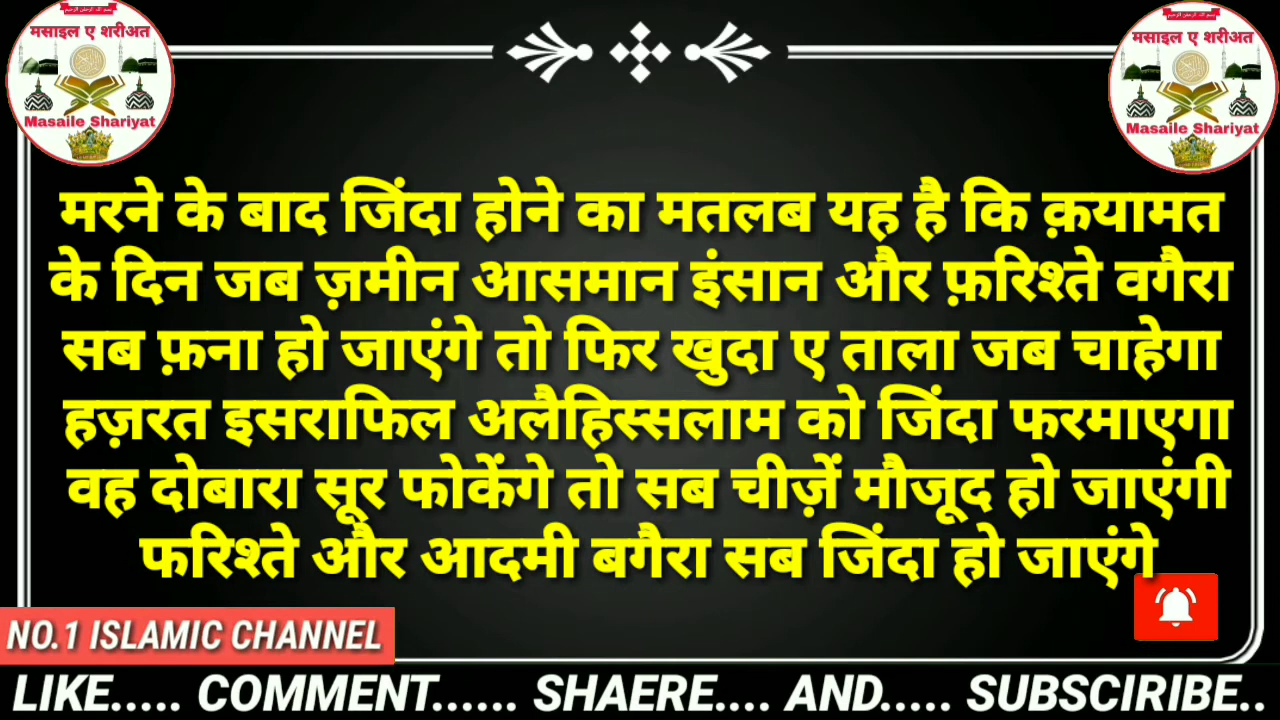 मसाइल ए शरीअत
Masaile Shariyat
मसाइल ए शरीअत
Masaile Shariyat
मरने के बाद जिंदा होने का मतलब यह है कि क़यामत
के दिन जब ज़मीन आसमान इंसान और फ़रिश्ते वगैरा
सब फ़ना हो जाएंगे तो फिर खुदा ए ताला जब चाहेगा
हज़रत इसराफिल अलैहिस्सलाम को जिंदा फरमाएगा
वह दोबारा सूर फोकेंगे तो सब चीज़ें मौजूद हो जाएंगी
फरिश्ते और आदमी बगैरा सब जिंदा हो जाएंगे
NO.1 ISLAMIC CHANNEL
LIKE..... COMMENT...... SHAERE.... AND..... SUBSCIRIBE..